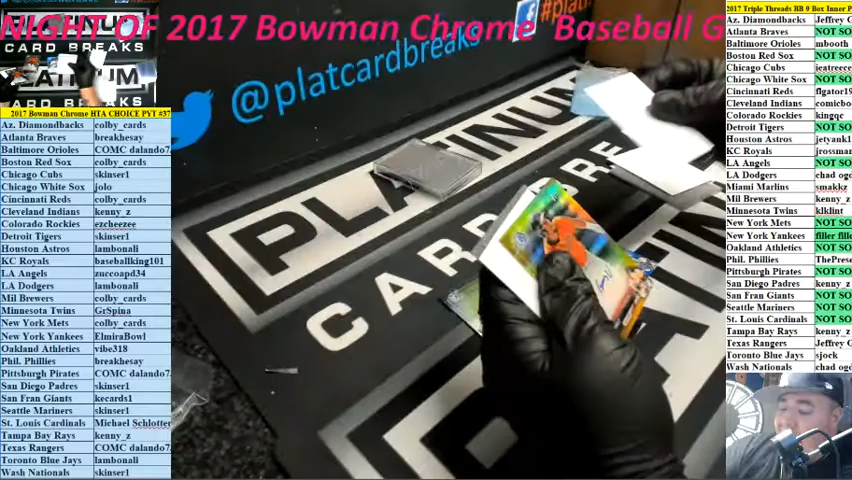 NIGHT OF 2017 Bowman Chrome Baseball G
CARD BREAKS
PLATINUM
CARD BREAKS
@platcardbreaks
#plati
PLATINUM
CARD BRE
2017 Bowman Chrome HTA CHOICE PYT #37
Az. Diamondbacks colby_cards
Atlanta Braves breakhesay
Baltimore Orioles COMC dalando7
Boston Red Sox colby_cards
Chicago Cubs skinser1
Chicago White Sox jolo
Cincinnati Reds colby_cards
Cleveland Indians kenny_z
Colorado Rockies ezcheezee
Detroit Tigers skinser1
Houston Astros lambonali
KC Royals baseballking101
LA Angels zuccoapd34
LA Dodgers lambonali
Mil Brewers colby_cards
Minnesota Twins GrSpina
New York Mets colby_cards
New York Yankees ElmiraBowl
Oakland Athletics vibe318
Phil. Phillies breakhesay
Pittsburgh Pirates COMC dalando7
San Diego Padres skinser1
San Fran Giants kecards1
Seattle Mariners skinser1
St. Louis Cardinals Michael Schlotter
Tampa Bay Rays kenny_z
Texas Rangers COMC dalando7
Toronto Blue Jays lambonali
Wash Nationals skinser1
2017 Triple Threads BB 9 Box Inner P
Az. Diamondbacks Jeffrey G
Atlanta Braves NOT SO
Baltimore Orioles mbooth
Boston Red Sox NOT SO
Chicago Cubs ieatreece
Chicago White Sox NOT SO
Cincinnati Reds flgator19
Cleveland Indians comicbo
Colorado Rockies kingqc
Detroit Tigers NOT SO
Houston Astros jetyank1
KC Royals jrossman
LA Angels NOT SO
LA Dodgers chad ogd
Miami Marlins smakkz
Mil Brewers kenny_z
Minnesota Twins klklint
New York Mets NOT SO
New York Yankees filler fille
Oakland Athletics NOT SO
Phil. Phillies ThePrese
Pittsburgh Pirates NOT SO
San Diego Padres kenny_z
San Fran Giants NOT SO
Seattle Mariners NOT SO
St. Louis Cardinals NOT SO
Tampa Bay Rays kenny_z
Texas Rangers Jeffrey G
Toronto Blue Jays sjock
Wash Nationals chad ogd